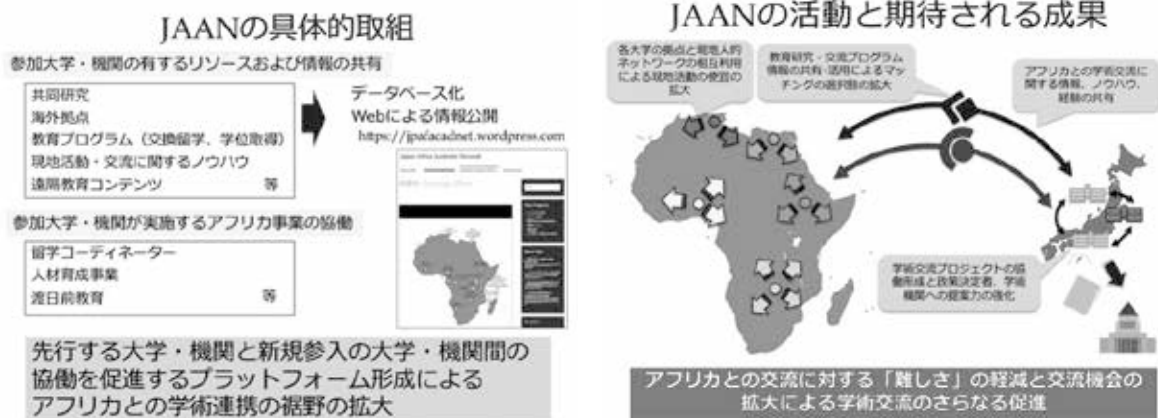 JAANの具体的取組
参加大学・機関の有するリソースおよび情報の共有
共同研究
海外拠点
教育プログラム（交換留学、学位取得）
現地活動・交流に関するノウハウ
遠隔教育コンテンツ 等
データベース化
Webによる情報公開
https://jpafacadnet.wordpress.com
参加大学・機関が実施するアフリカ事業の協働
留学コーディネーター
人材育成事業
渡日前教育 等
先行する大学・機関と新規参入の大学・機関間の
協働を促進するプラットフォーム形成による
アフリカとの学術連携の裾野の拡大
JAANの活動と期待される成果
各大学の拠点と現地人的
ネットワークの相互利用
による現地活動の便宜の
拡大
教育研究・交流プログラム
情報の共有・活用によるマッ
チングの選択肢の拡大
アフリカとの学術交流に
関する情報、ノウハウ、
経験の共有
学術交流プロジェクトの協
働形成と政策決定者、学術
機関への提案力の強化
アフリカとの交流に対する「難しさ」の軽減と交流機会の
拡大による学術交流のさらなる促進